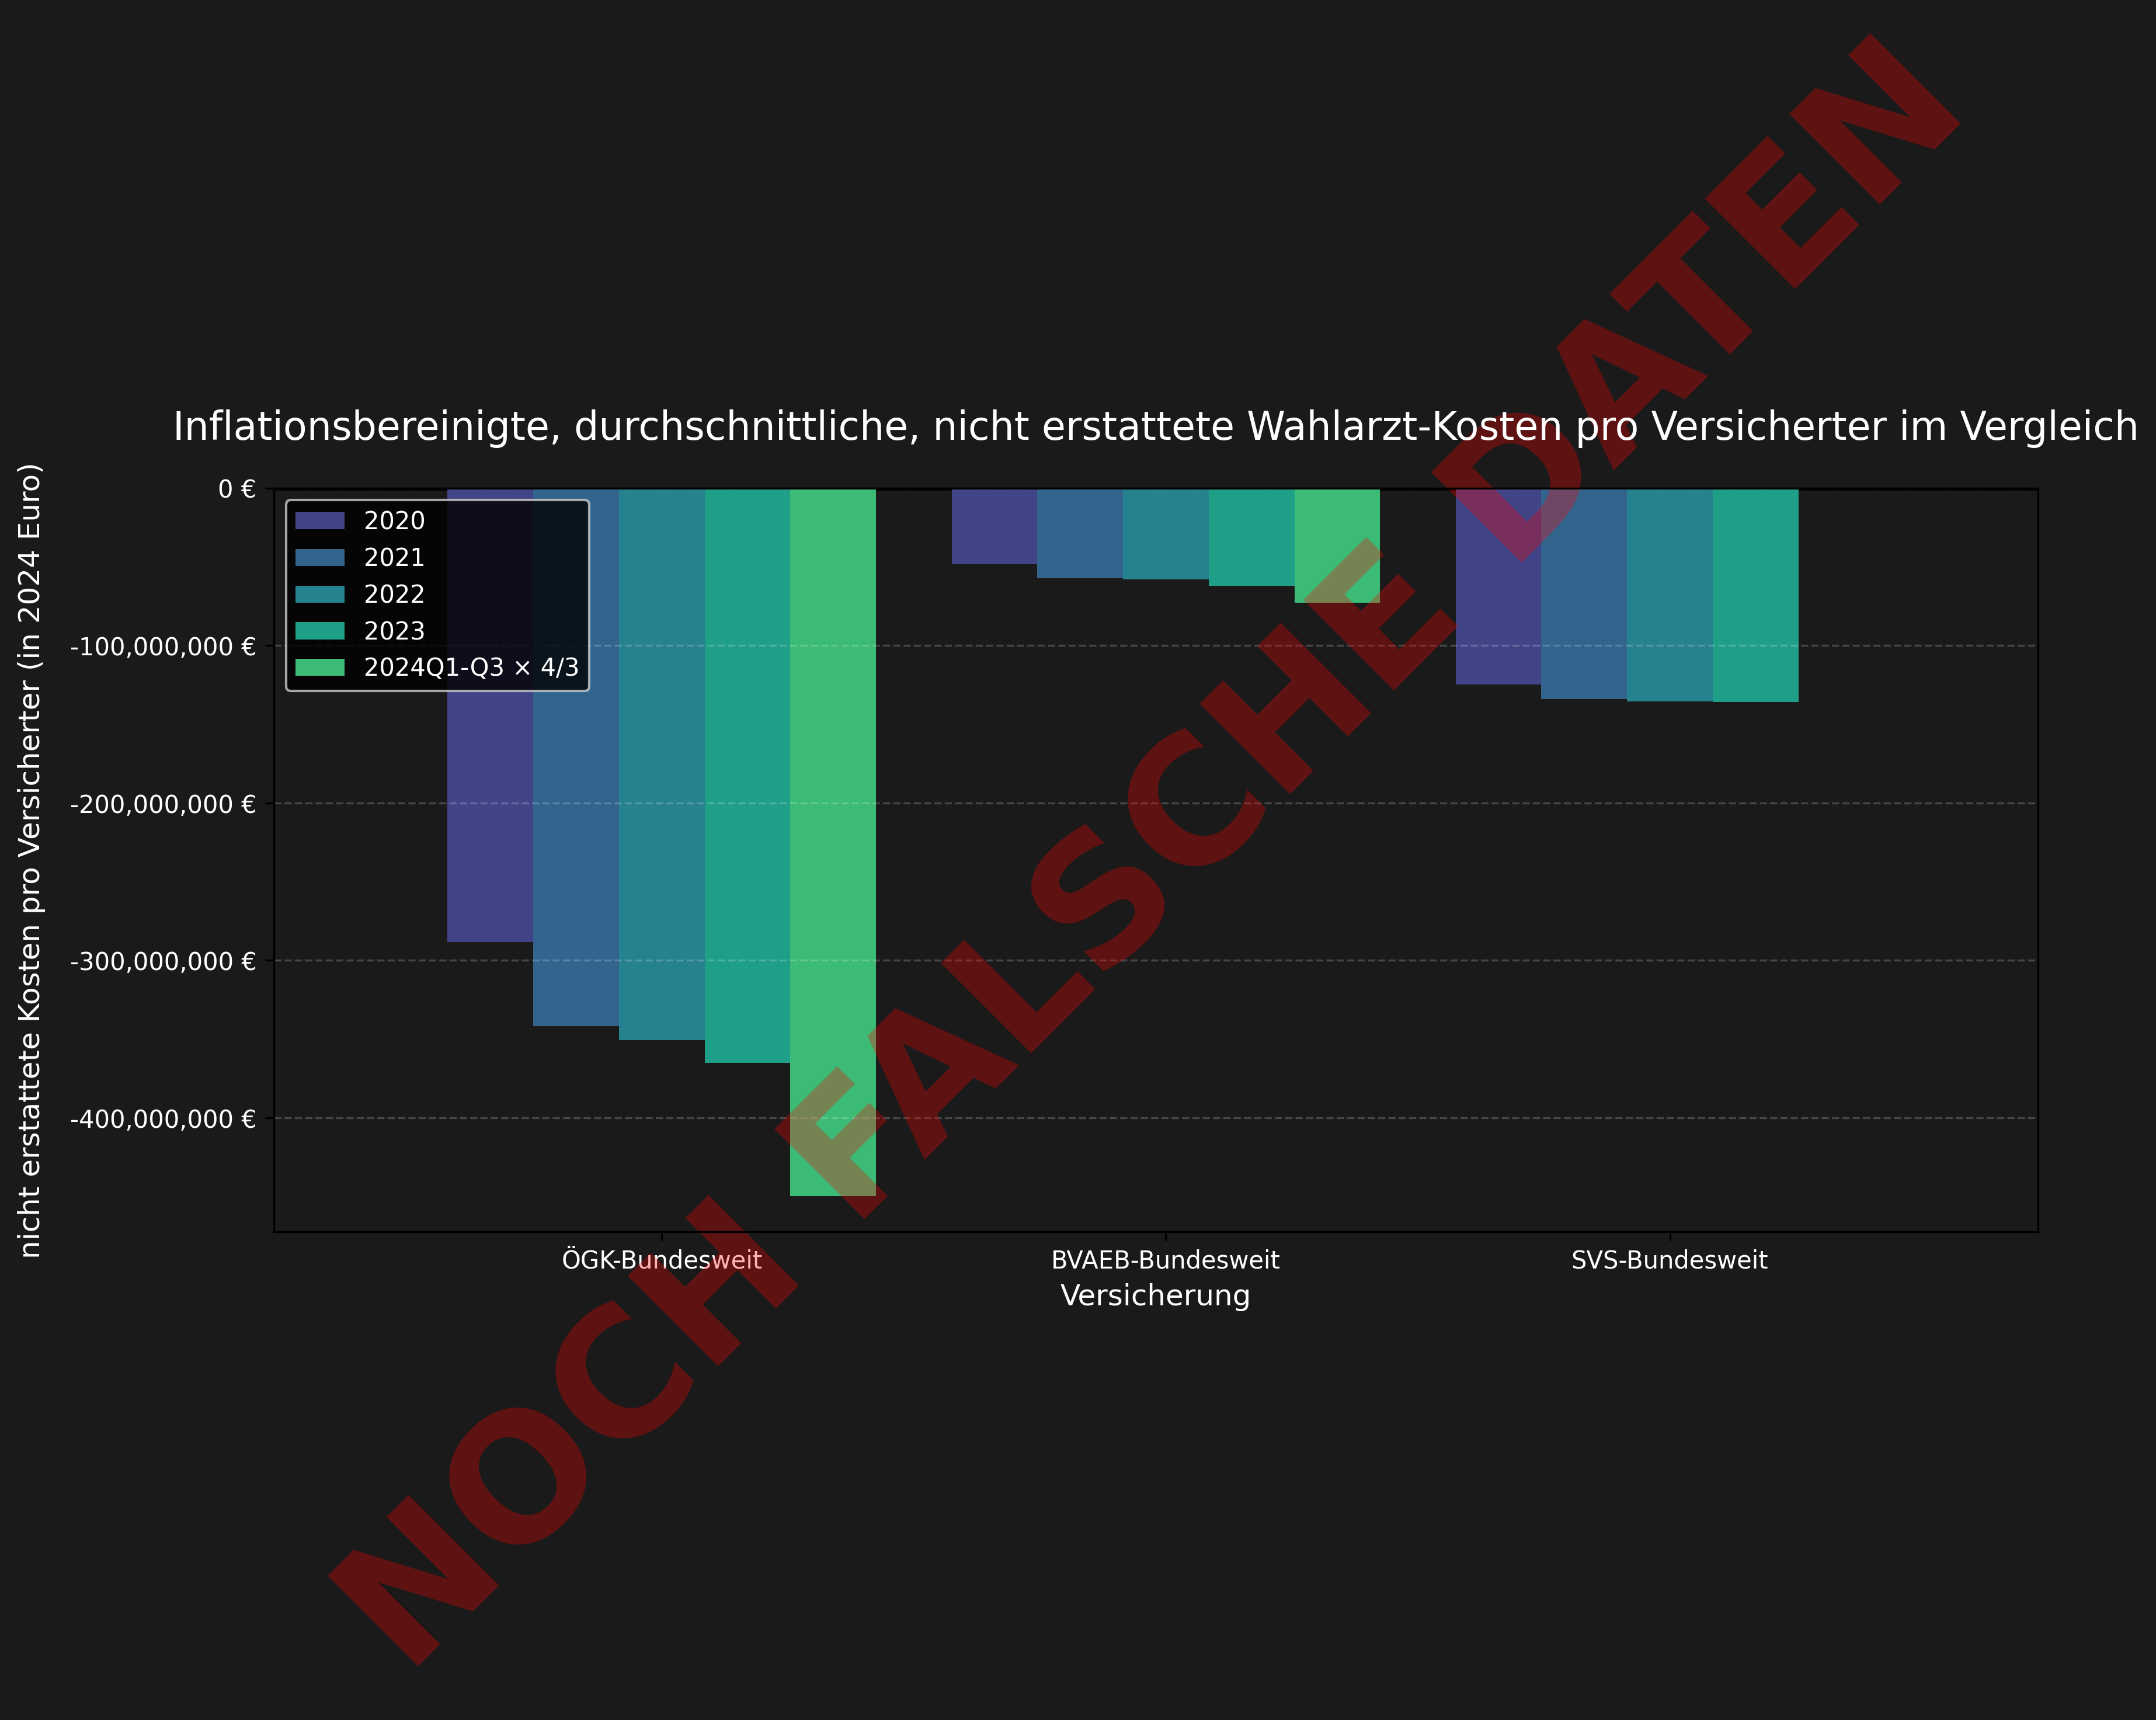 Inflationsbereinigte, durchschnittliche, nicht erstattete Wahlarzt-Kosten pro Versicherter im Vergleich
nicht erstattete Kosten pro Versicherter (in 2024 Euro)
0 €
-100,000,000 €
-200,000,000 €
-300,000,000 €
-400,000,000 €
2020
2021
2022
2023
2024Q1-Q3 × 4/3
ÖGK-Bundesweit
BVAEB-Bundesweit
SVS-Bundesweit
Versicherung
NOCH FALSCHE DATEN